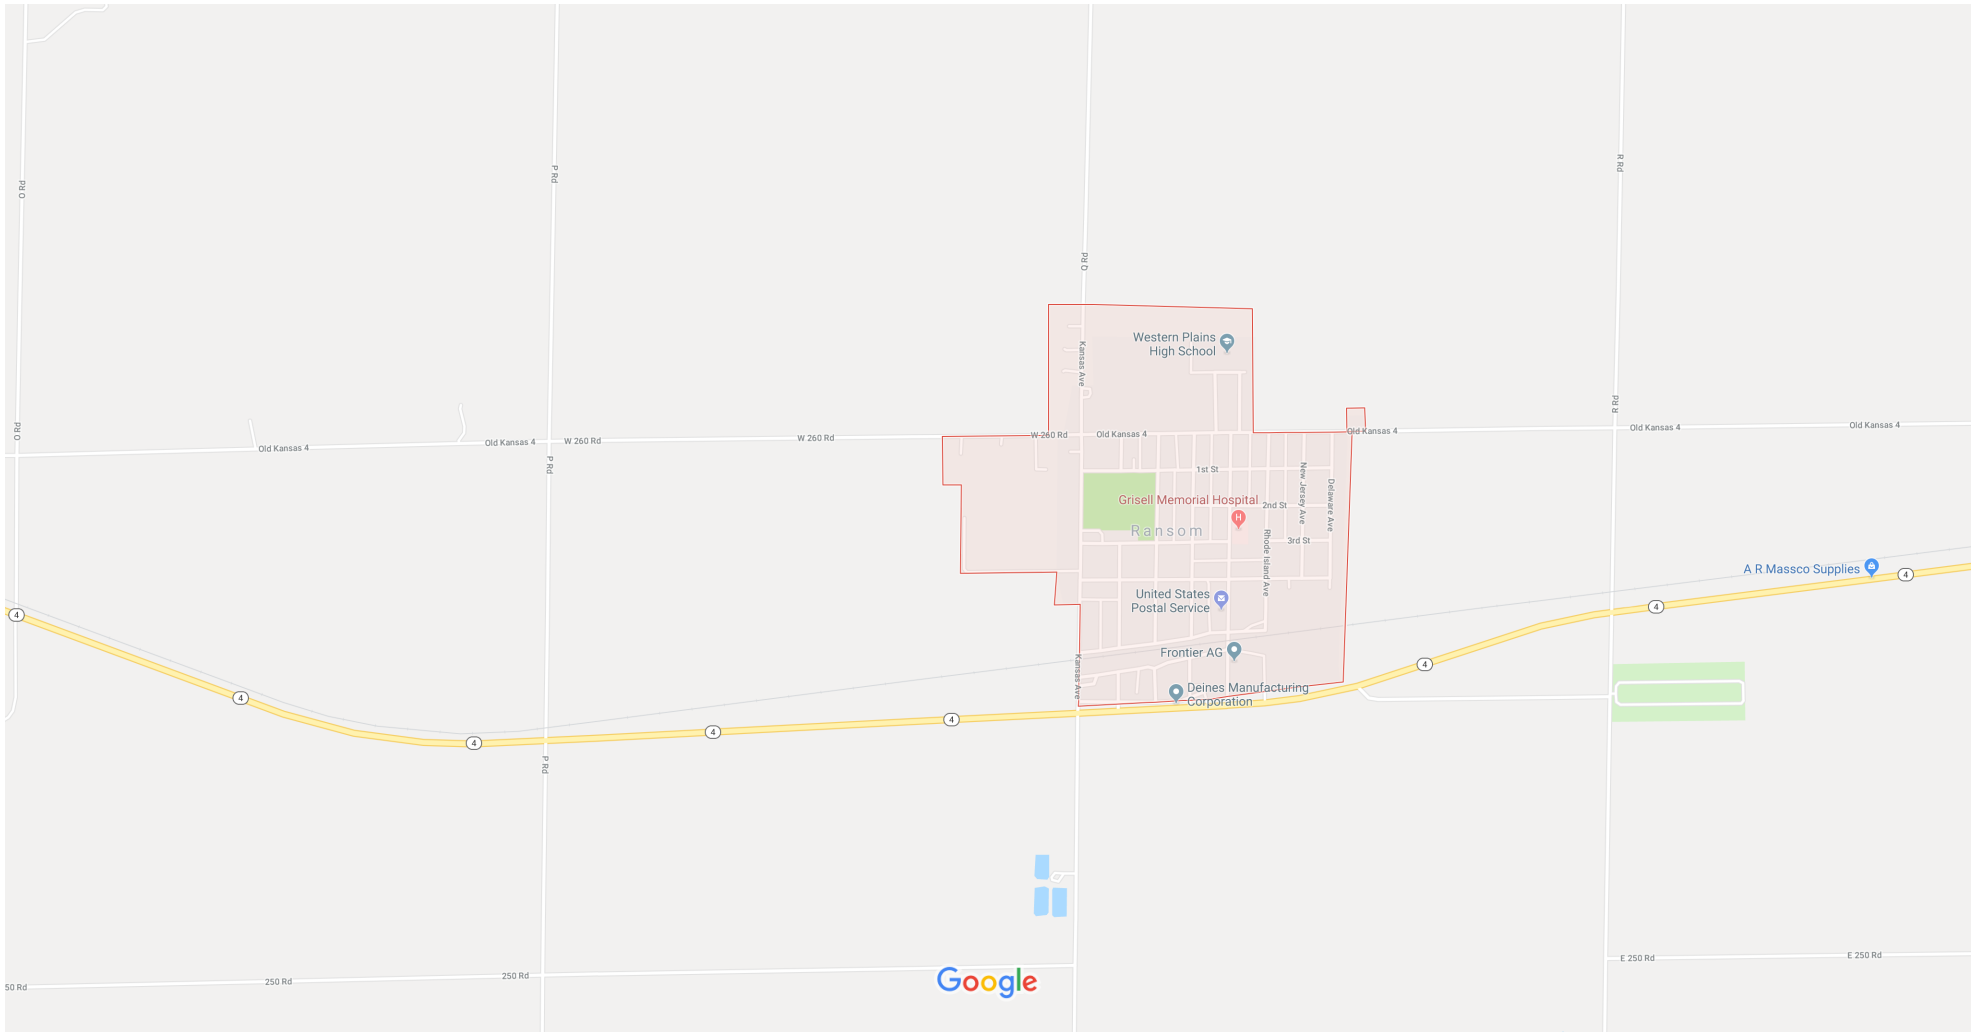 R Rd
P Rd
O Rd
Q Rd
Western Plains
High School
Kansas Ave
R Rd
O Rd
Old Kansas 4
Old Kansas 4
W 260 Rd
W 260 Rd
W 260 Rd
Old Kansas 4
Old Kansas 4
Old Kansas 4
Old Kansas 4
P Rd
1st St
New Jersey Ave
Delaware Ave
Grisell Memorial Hospital
H
2nd St
Ransom
3rd St
Rhode Island Ave
A R Massco Supplies
4
United States
Postal Service
4
4
Frontier AG
4
Kansas Ave
Deines Manufacturing
Corporation
4
4
4
4
P Rd
E 250 Rd
E 250 Rd
250 Rd
250 Rd
50 Rd
Google